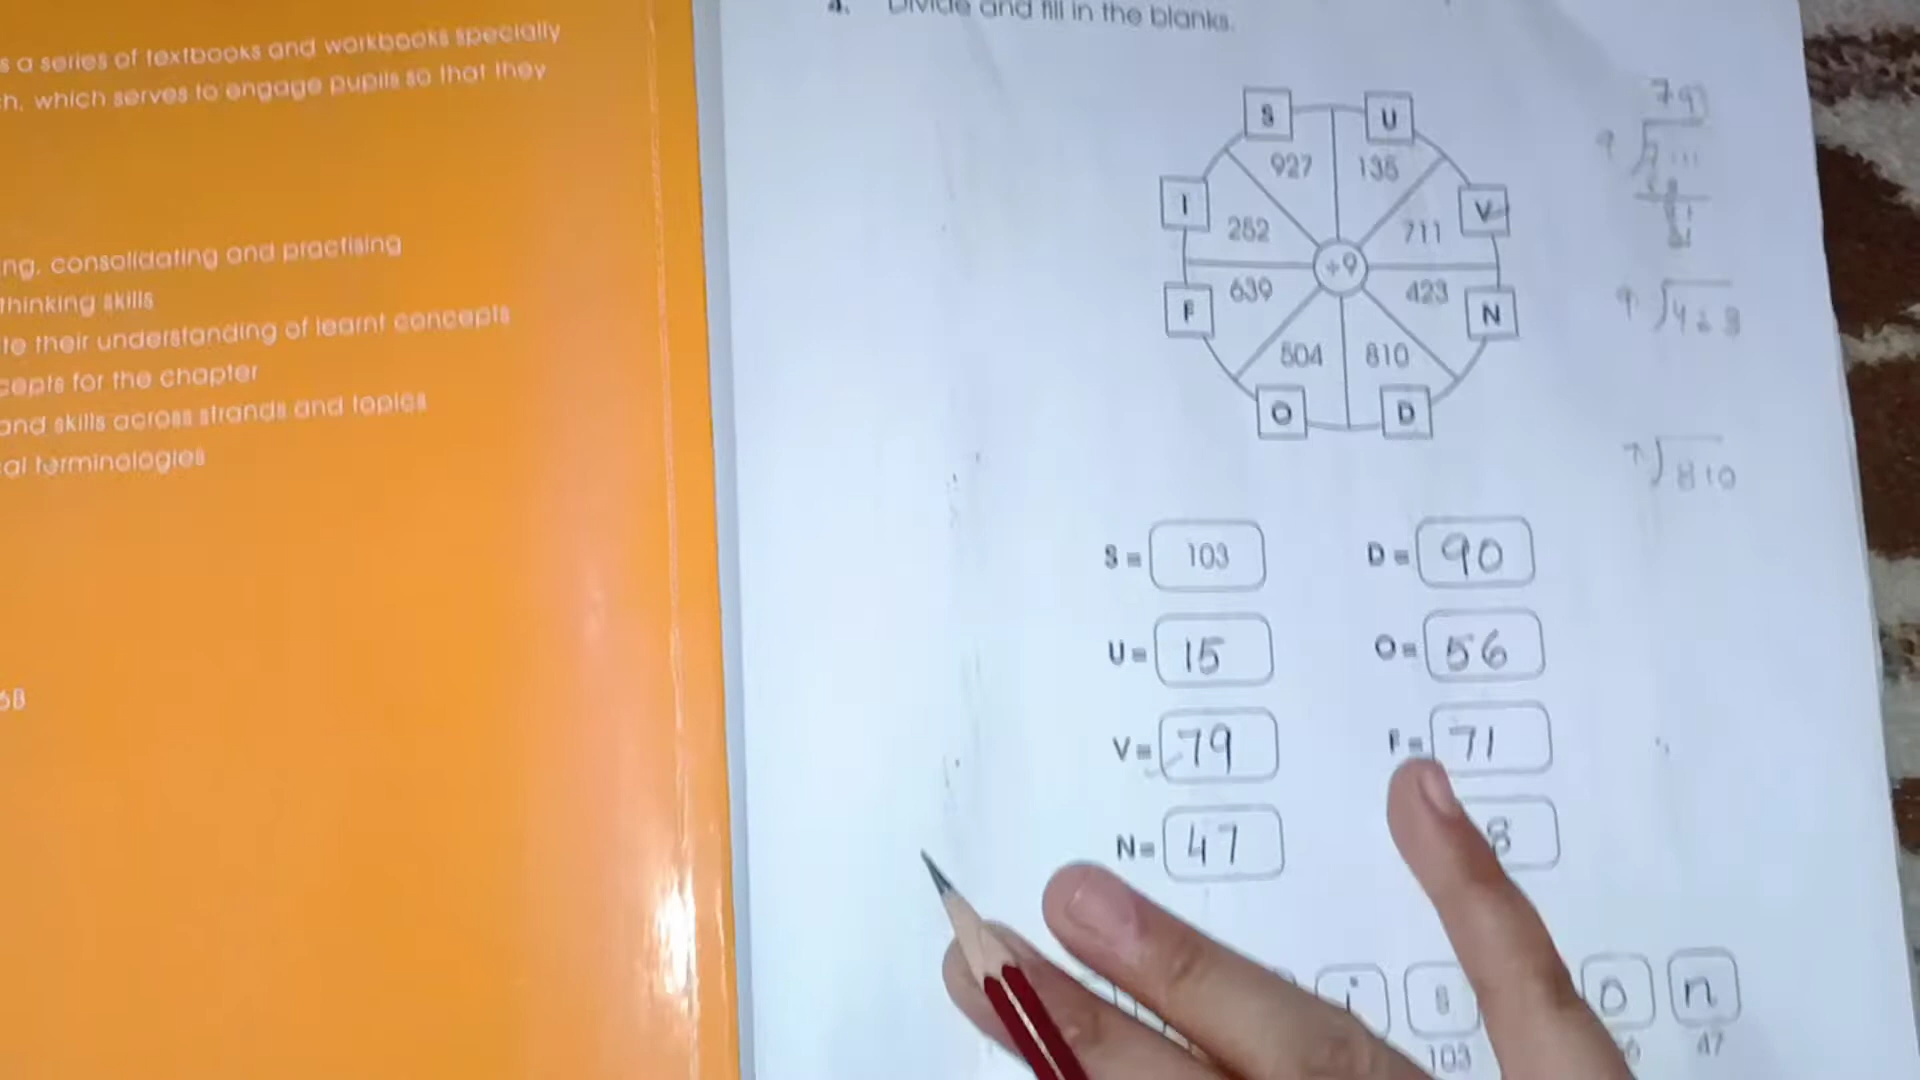 s a series of textbooks and workbooks specially
h, which serves to engage pupils so that they
ng, consolidating and practising
thinking skills
te their understanding of learnt concepts
cepts for the chapter
and skills across strands and topics
al terminologies
6B
4. Divide and fill in the blanks.
S U
927 135
I V
252 711
÷9
639 423
F N
504 810
O D
79
9
9 423
810
S = 103 D = 90
U = 15 O = 56
V = 79 F = 71
N = 47 8
i s o n
103 47